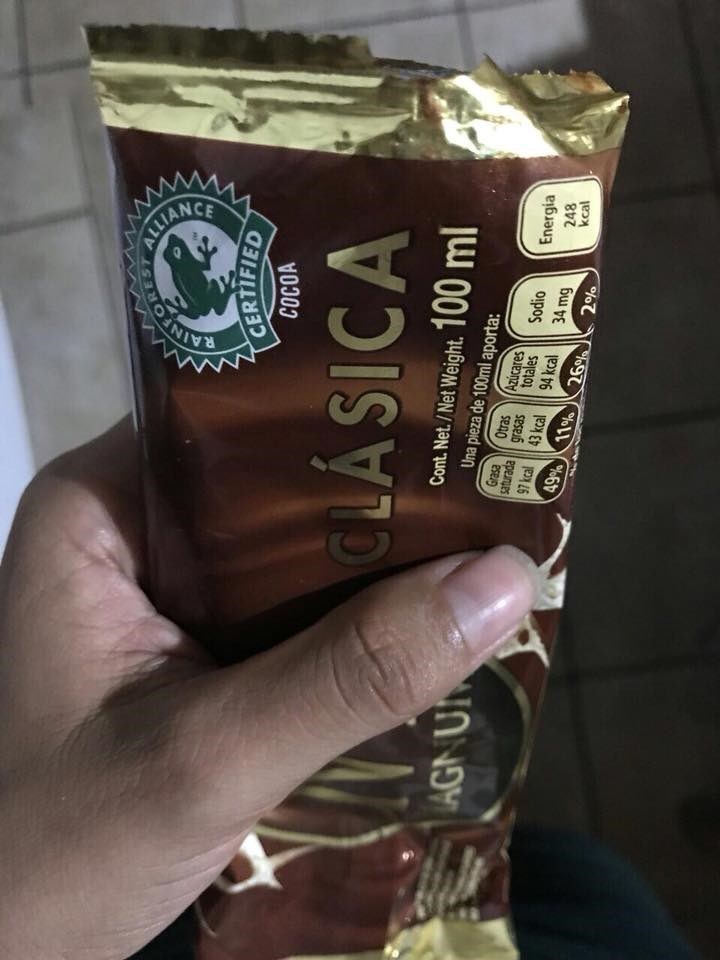 RAINFOREST ALLIANCE
CERTIFIED
COCOA
CLÁSICA
Cont. Net./Net Weight. 100 ml
Una pieza de 100ml aporta:
Grasa
saturada
97 kcal
49%
Otras
grasas
43 kcal
11%
Azúcares
totales
94 kcal
26%
Sodio
34 mg
2%
Energía
248
kcal
AGNUM